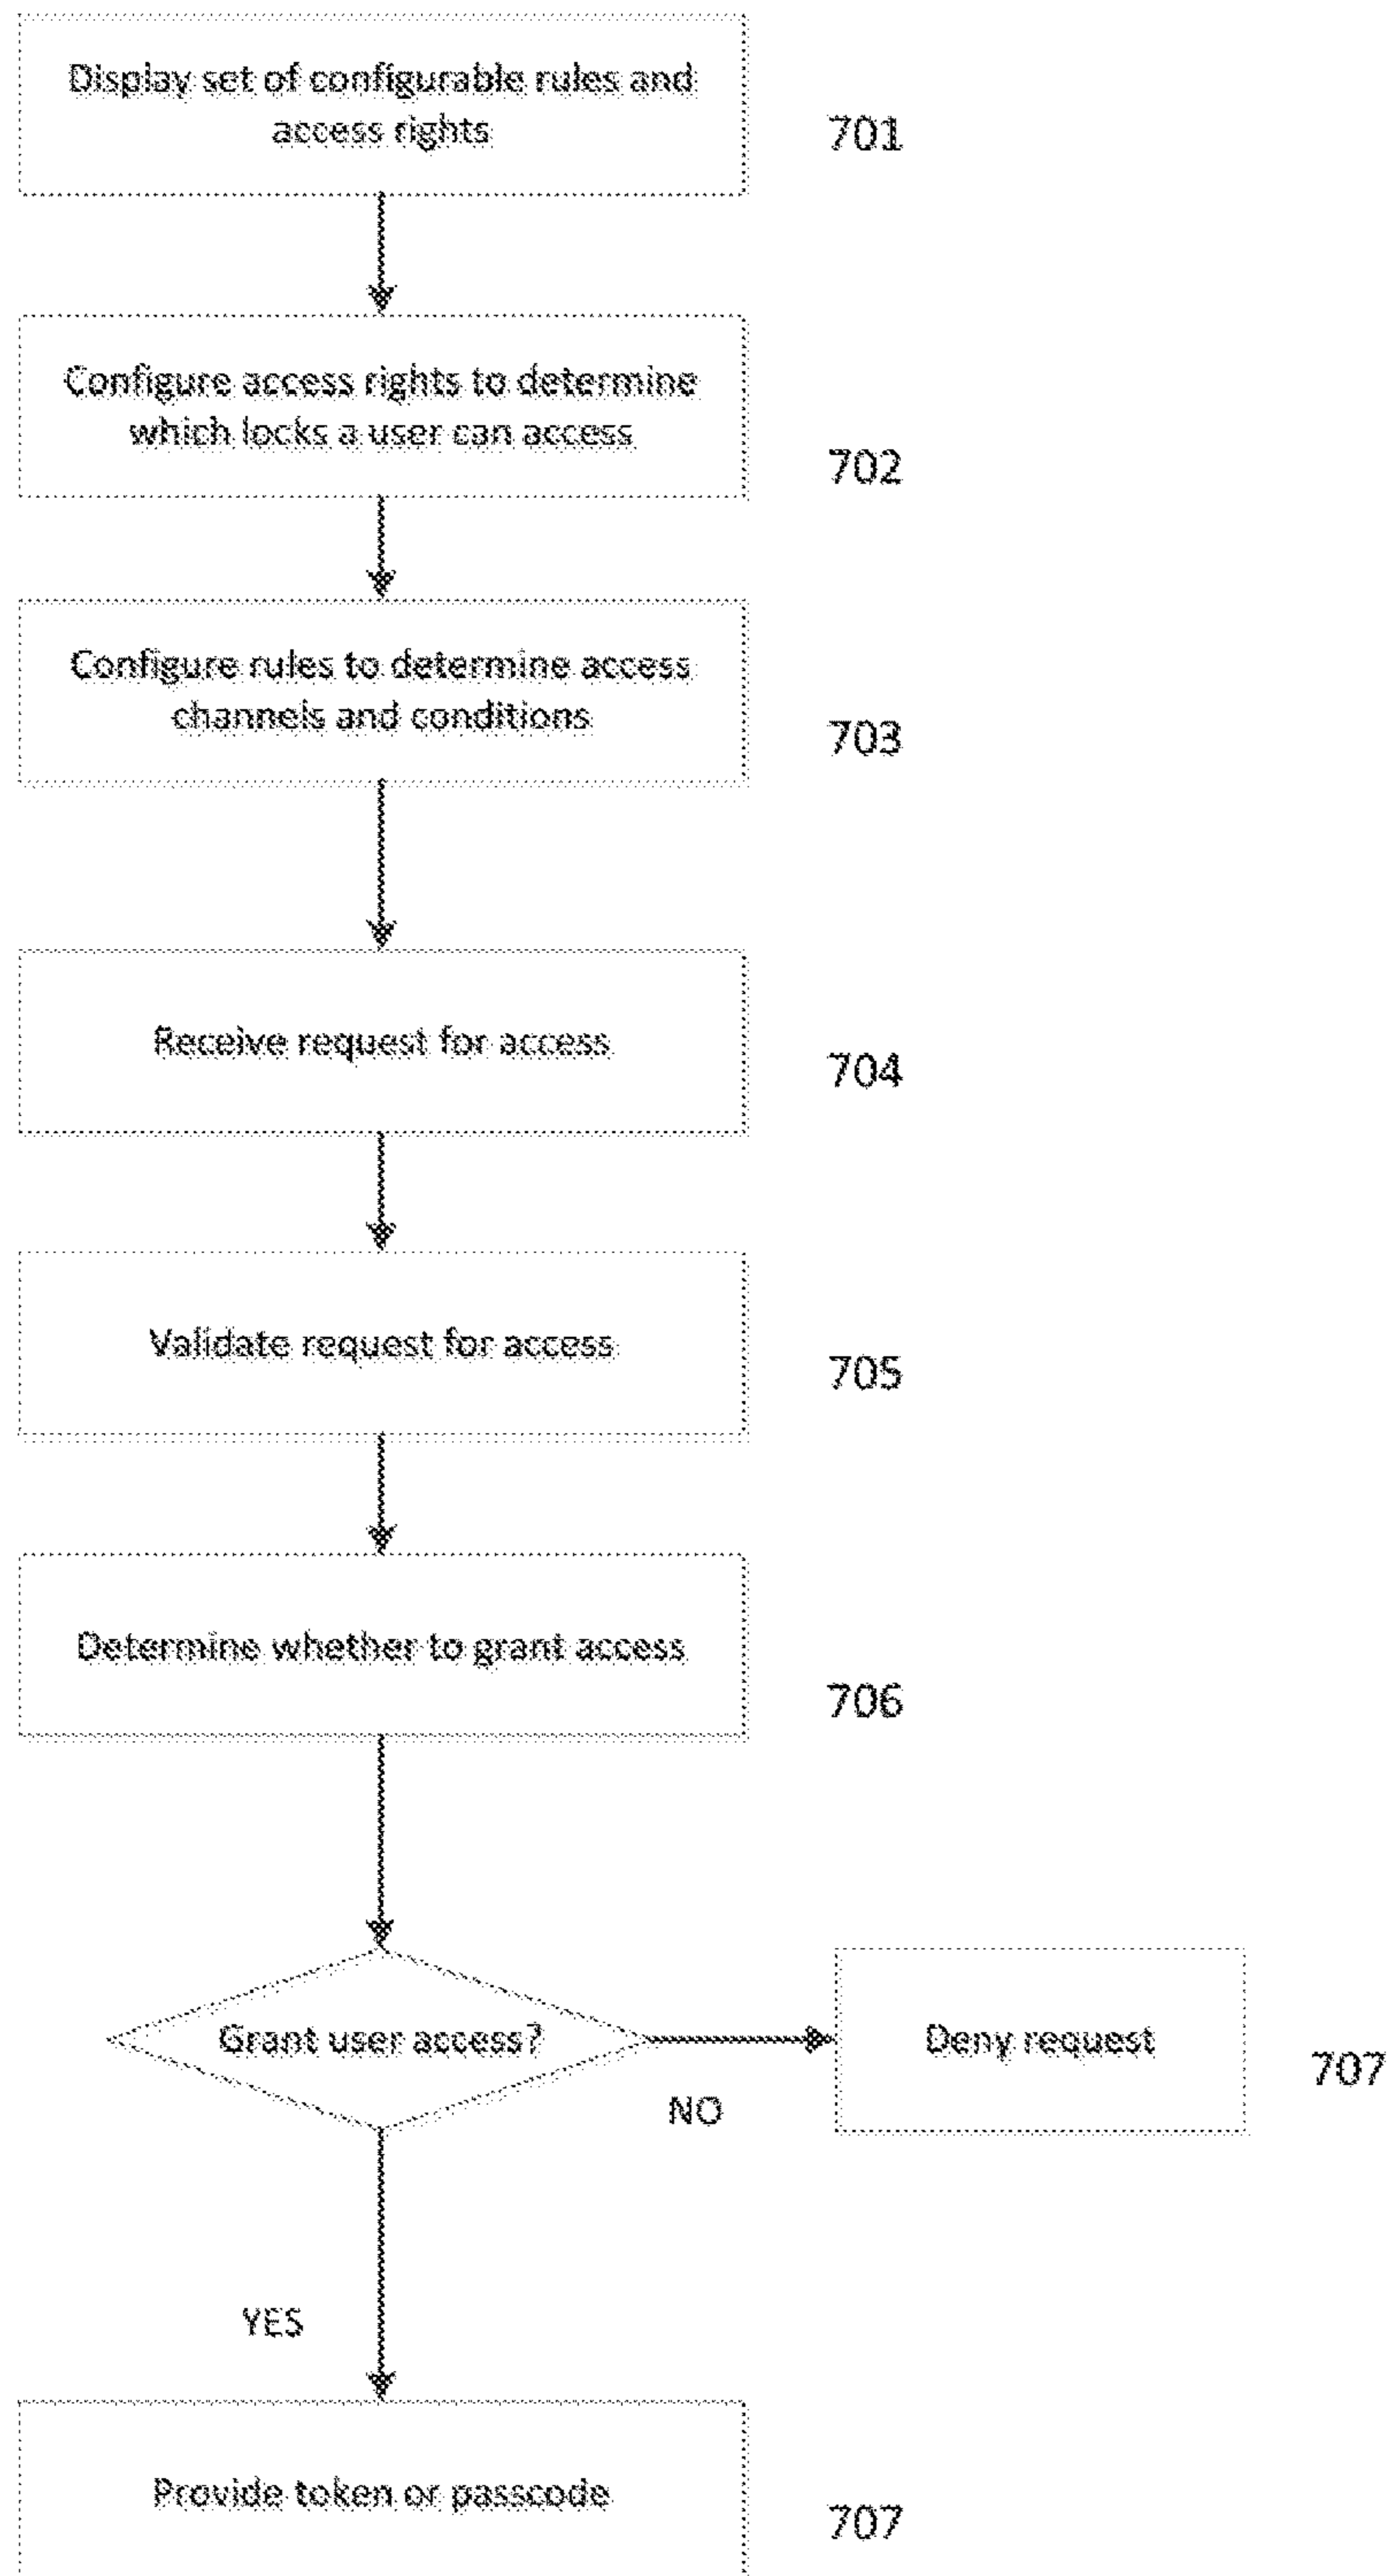 Display set of configurable rules and
access rights
701
Configure access rights to determine
which locks a user can access
702
Configure rules to determine access
channels and conditions
703
Receive request for access
704
Validate request for access
705
Determine whether to grant access
706
Grant user access?
Deny request
707
NO
YES
Provide token or passcode
707